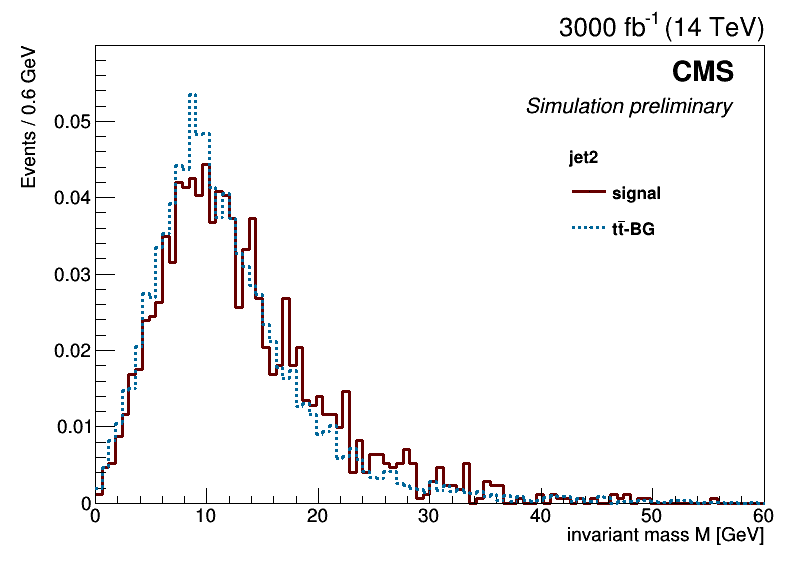 3000 fb⁻¹ (14 TeV)
Events / 0.6 GeV
CMS
Simulation preliminary
jet2
signal
tt̄-BG
0.05
0.04
0.03
0.02
0.01
0
0 10 20 30 40 50 60
invariant mass M [GeV]